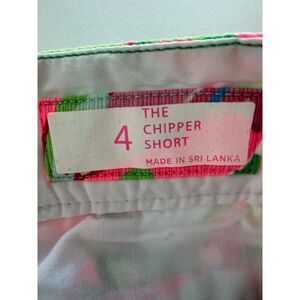 THE
4 CHIPPER
SHORT
MADE IN SRI LANKA